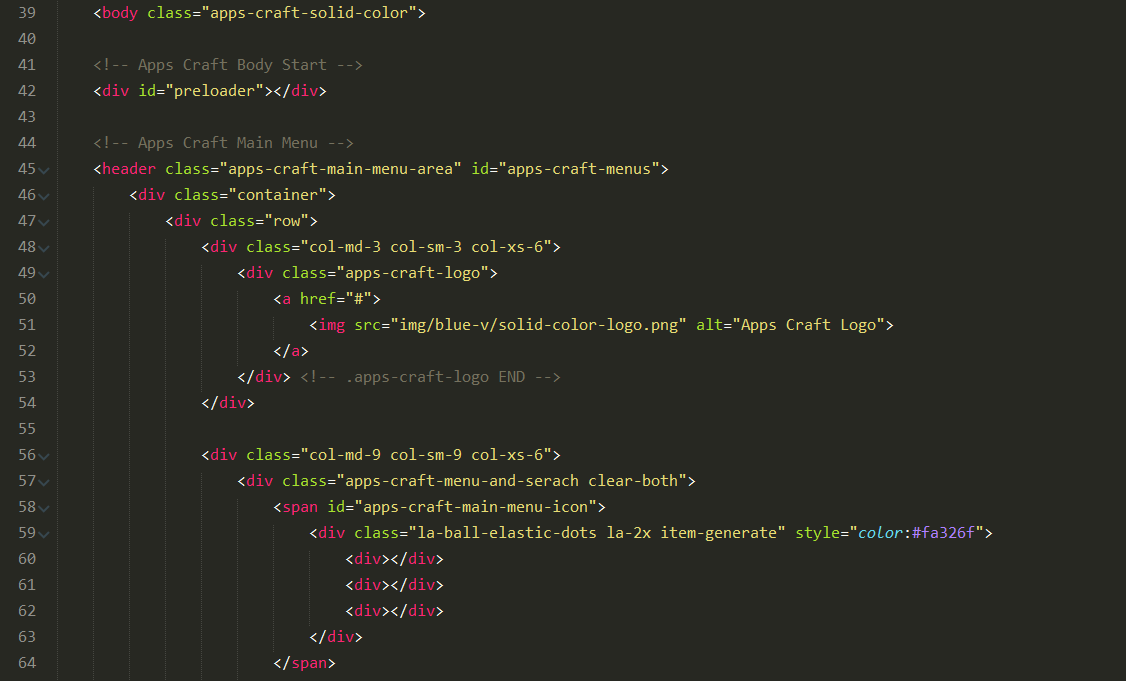 39 <body class="apps-craft-solid-color">
40
41 <!-- Apps Craft Body Start -->
42 <div id="preloader"></div>
43
44 <!-- Apps Craft Main Menu -->
45 <header class="apps-craft-main-menu-area" id="apps-craft-menus">
46 <div class="container">
47 <div class="row">
48 <div class="col-md-3 col-sm-3 col-xs-6">
49 <div class="apps-craft-logo">
50 <a href="#">
51 <img src="img/blue-v/solid-color-logo.png" alt="Apps Craft Logo">
52 </a>
53 </div> <!-- .apps-craft-logo END -->
54 </div>
55
56 <div class="col-md-9 col-sm-9 col-xs-6">
57 <div class="apps-craft-menu-and-serach clear-both">
58 <span id="apps-craft-main-menu-icon">
59 <div class="la-ball-elastic-dots la-2x item-generate" style="color:#fa326f">
60 <div></div>
61 <div></div>
62 <div></div>
63 </div>
64 </span>